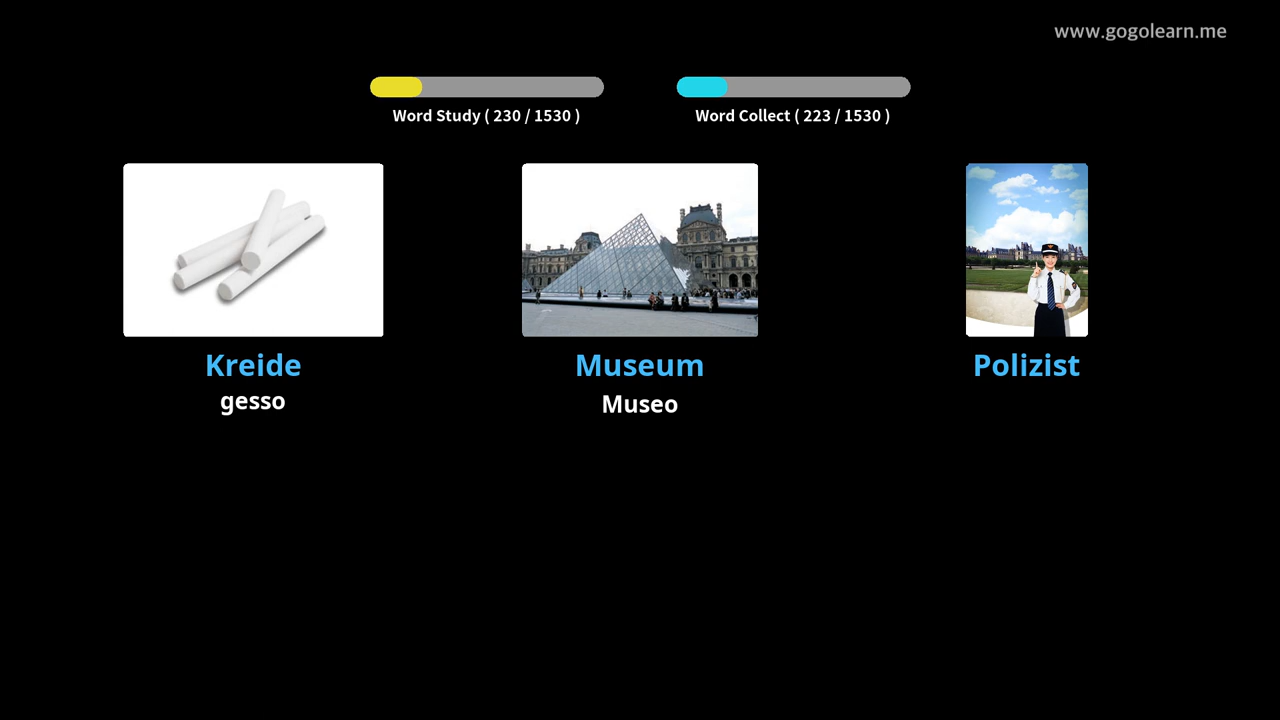 www.gogolearn.me
Word Study ( 230 / 1530 )
Word Collect ( 223 / 1530 )
Kreide
gesso
Museum
Museo
Polizist